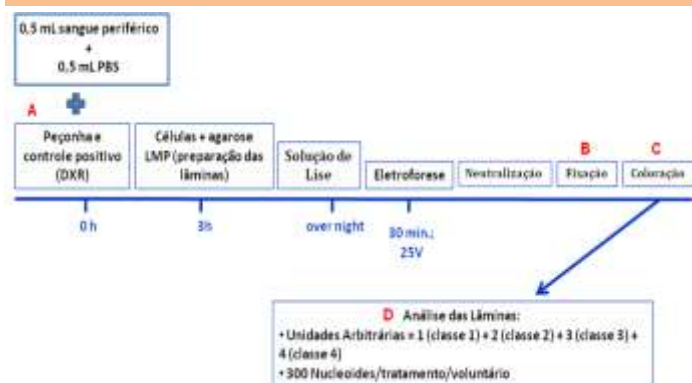 0,5 mL sangue periférico
+
0,5 mL PBS
A
Peçonha e
controle positivo
(DXR)
Células + agarose
LMP (preparação das
lâminas)
Solução de
Lise
Eletroforese
Neutralização
B
Fixação
C
Coloração
0 h
3h
over night
30 min.;
25V
D Análise das Lâminas:
• Unidades Arbitrárias = 1 (classe 1) + 2 (classe 2) + 3 (classe 3) +
4 (classe 4)
• 300 Nucleoides/tratamento/voluntário